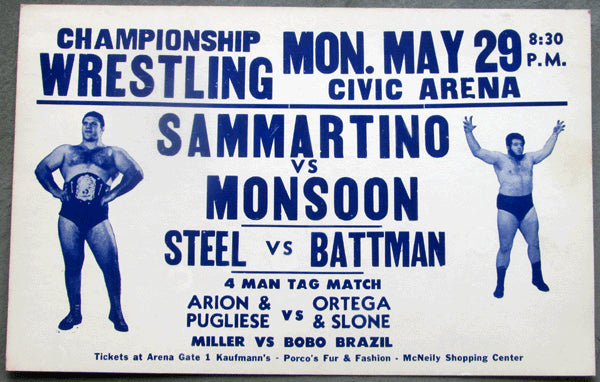 CHAMPIONSHIP WRESTLING
MON. MAY 29 8:30 P.M.
CIVIC ARENA
SAMMARTINO
VS
MONSOON
STEEL VS BATTMAN
4 MAN TAG MATCH
ARION & PUGLIESE VS ORTEGA & SLONE
MILLER VS BOBO BRAZIL
Tickets at Arena Gate 1 Kaufmann's - Porco's Fur & Fashion - McNeily Shopping Center